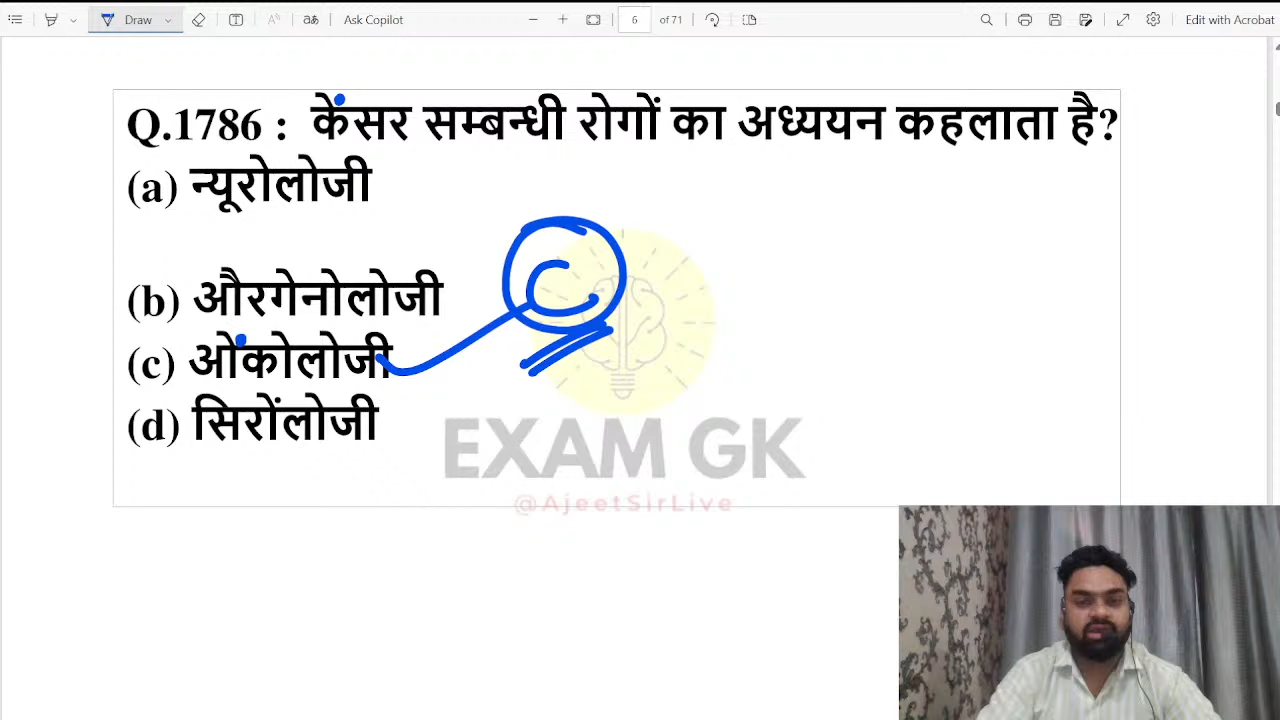 Draw
Ask Copilot
6 of 71
Edit with Acrobat
Q.1786 : केंसर सम्बन्धी रोगों का अध्ययन कहलाता है?
(a) न्यूरोलोजी
(b) औरगेनोलोजी
C
(c) ओंकोलोजी
(d) सिरोंलोजी
EXAM GK
@AjeetSirLive